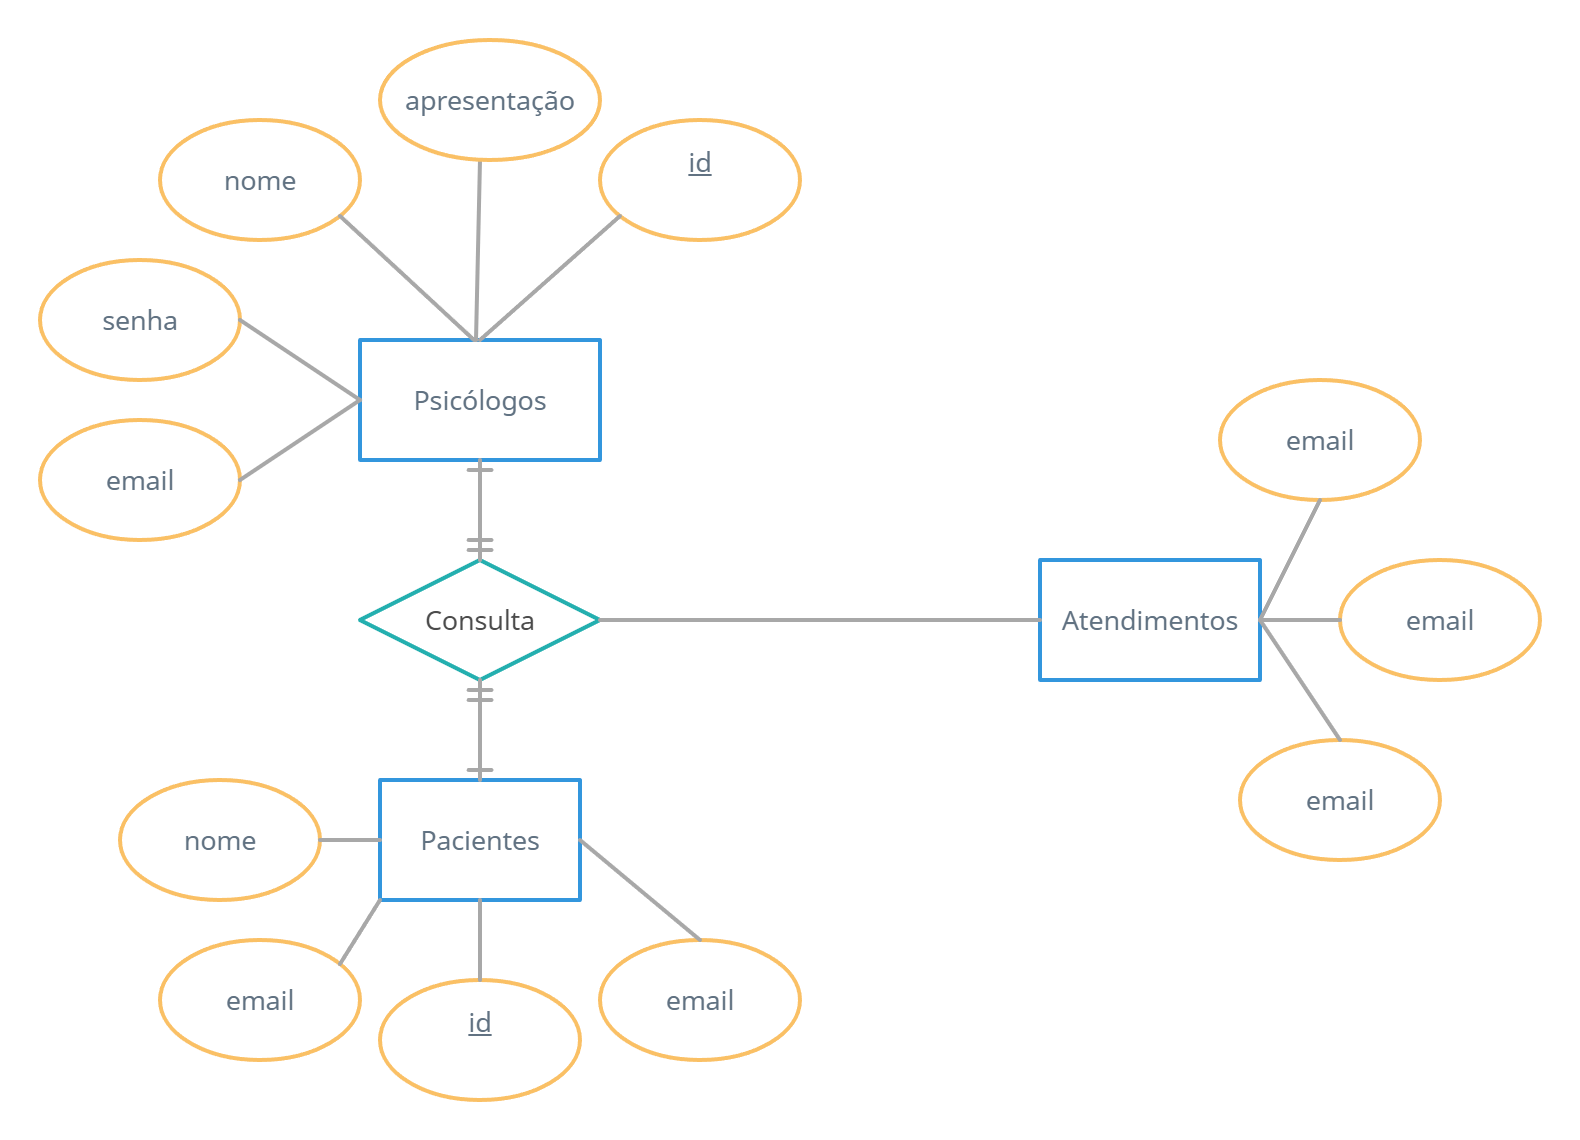 apresentação
id
nome
senha
Psicólogos
email
email
email
Consulta
Atendimentos
email
nome
Pacientes
email
id
email